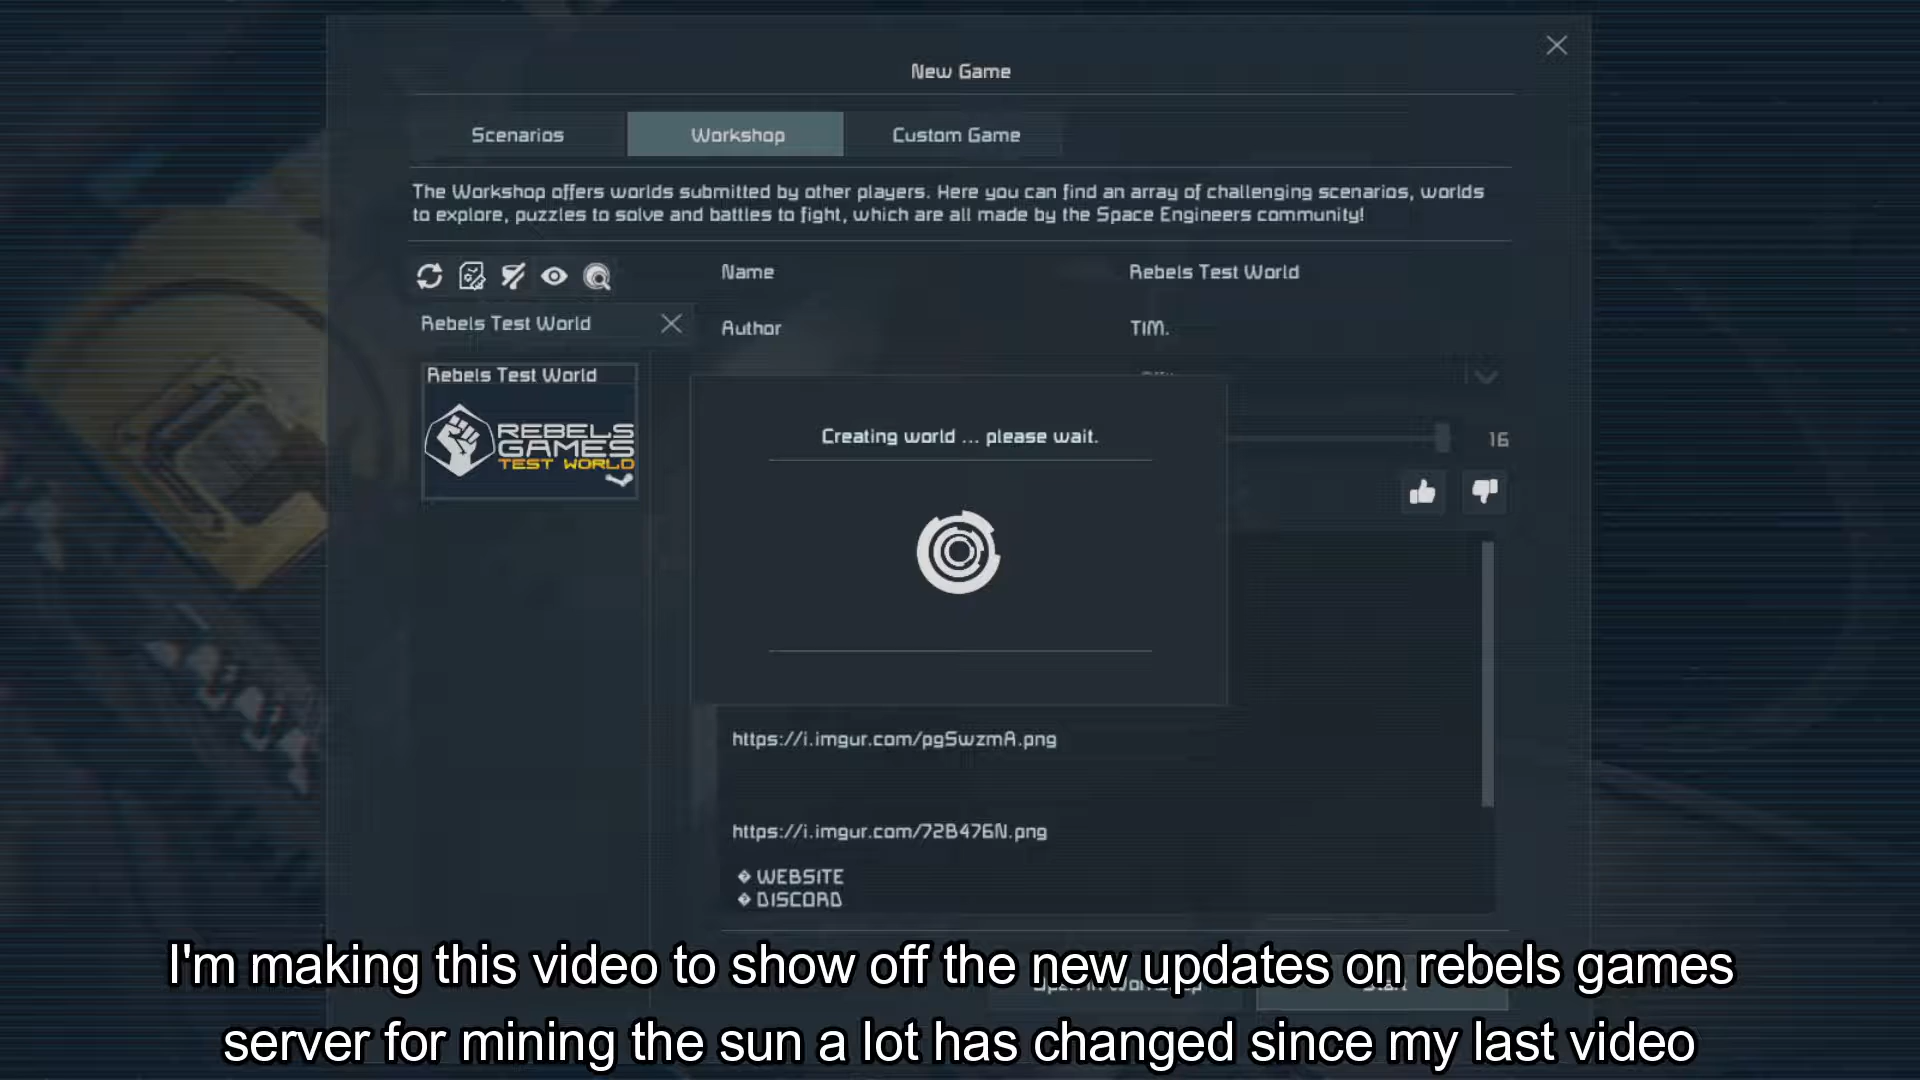 New Game
Scenarios
Workshop
Custom Game
The Workshop offers worlds submitted by other players. Here you can find an array of challenging scenarios, worlds
to explore, puzzles to solve and battles to fight, which are all made by the Space Engineers community!
Name
Rebels Test World
Rebels Test World
Author
TIM.
Rebels Test World
REBELS
GAMES
TEST WORLD
Creating world ... please wait.
16
https://i.imgur.com/pg5wzmA.png
https://i.imgur.com/72B476N.png
WEBSITE
DISCORD
Open in Workshop
Start
I'm making this video to show off the new updates on rebels games
server for mining the sun a lot has changed since my last video